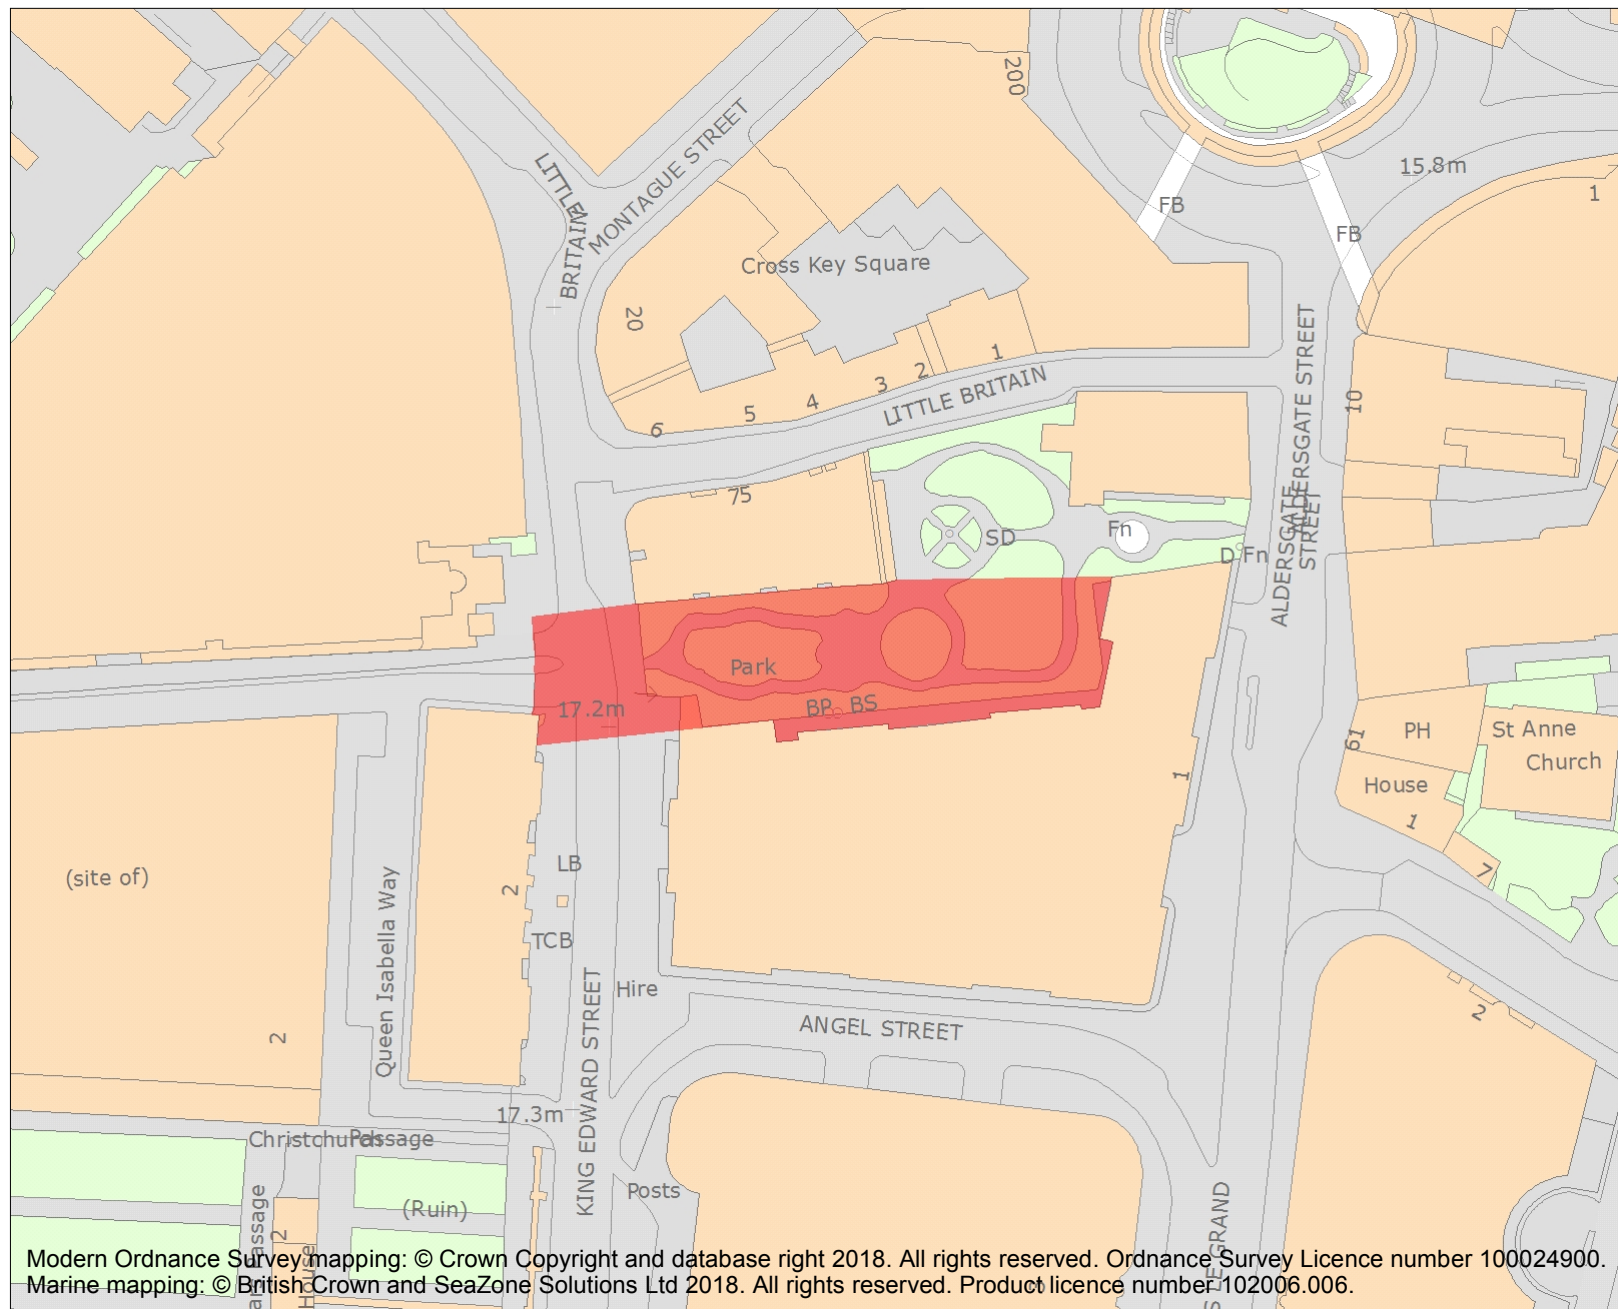 200
15.8m
1
LITTLE
BRITAIN
MONTAGUE STREET
FB
FB
Cross Key Square
20
1
2
3
4
5
6
LITTLE BRITAIN
10
ALDERSGATE STREET
ALDERSGATE
STREET
75
SD
Fn
D Fn
Park
BP
BS
17.2m
61
PH
St Anne
Church
House
1
1
7
(site of)
LB
2
TCB
Queen Isabella Way
Hire
KING EDWARD STREET
ANGEL STREET
2
2
17.3m
Christchurch
Passage
Posts
(Ruin)
Passage
2
House
S LE GRAND
Modern Ordnance Survey mapping: © Crown Copyright and database right 2018. All rights reserved. Ordnance Survey Licence number 100024900.
Marine mapping: © British Crown and SeaZone Solutions Ltd 2018. All rights reserved. Product licence number 102006.006.